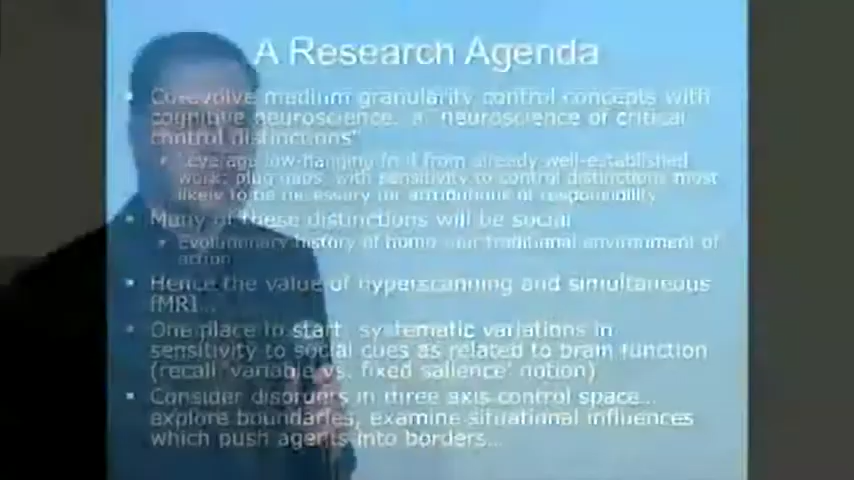 A Research Agenda
Co-evolve medium granularity control concepts with
cognitive neuroscience: a "neuroscience of critical
control distinctions"
Leverage low-hanging fruit from already well-established
work; plug gaps, with sensitivity to control distinctions most
likely to be necessary for attributions of responsibility
Many of these distinctions will be social
Evolutionary history of homo, our traditional environment of
action
Hence the value of hyperscanning and simultaneous
fMRI...
One place to start, systematic variations in
sensitivity to social cues as related to brain function
(recall 'variable vs. fixed salience' notion)
Consider disorders in three axis control space...
explore boundaries, examine situational influences
which push agents into borders...